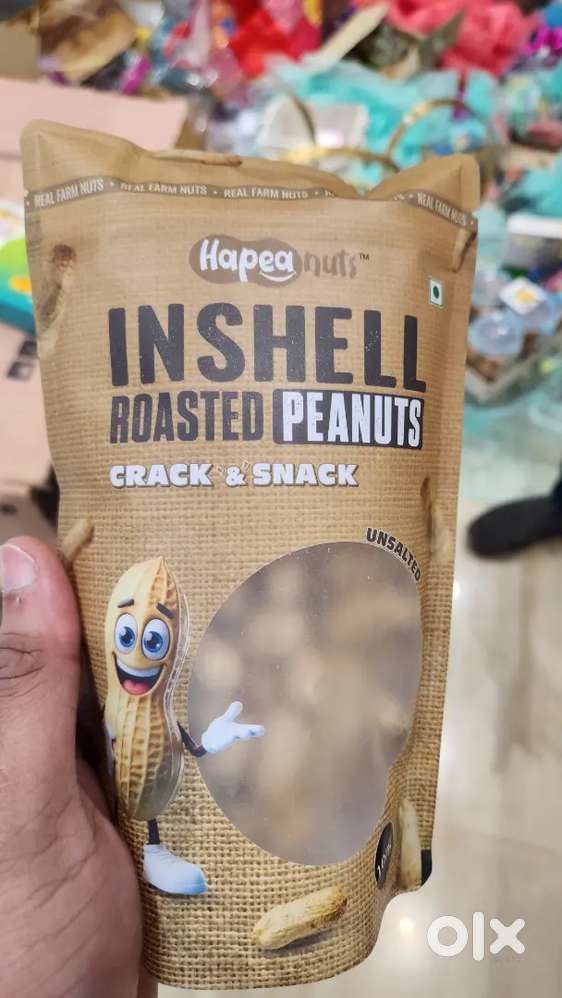 REAL FARM NUTS • REAL FARM NUTS • REAL FARM NUTS • REAL FARM NUTS
Hapeanuts™
INSHELL
ROASTED PEANUTS
CRACK & SNACK
UNSALTED
olx